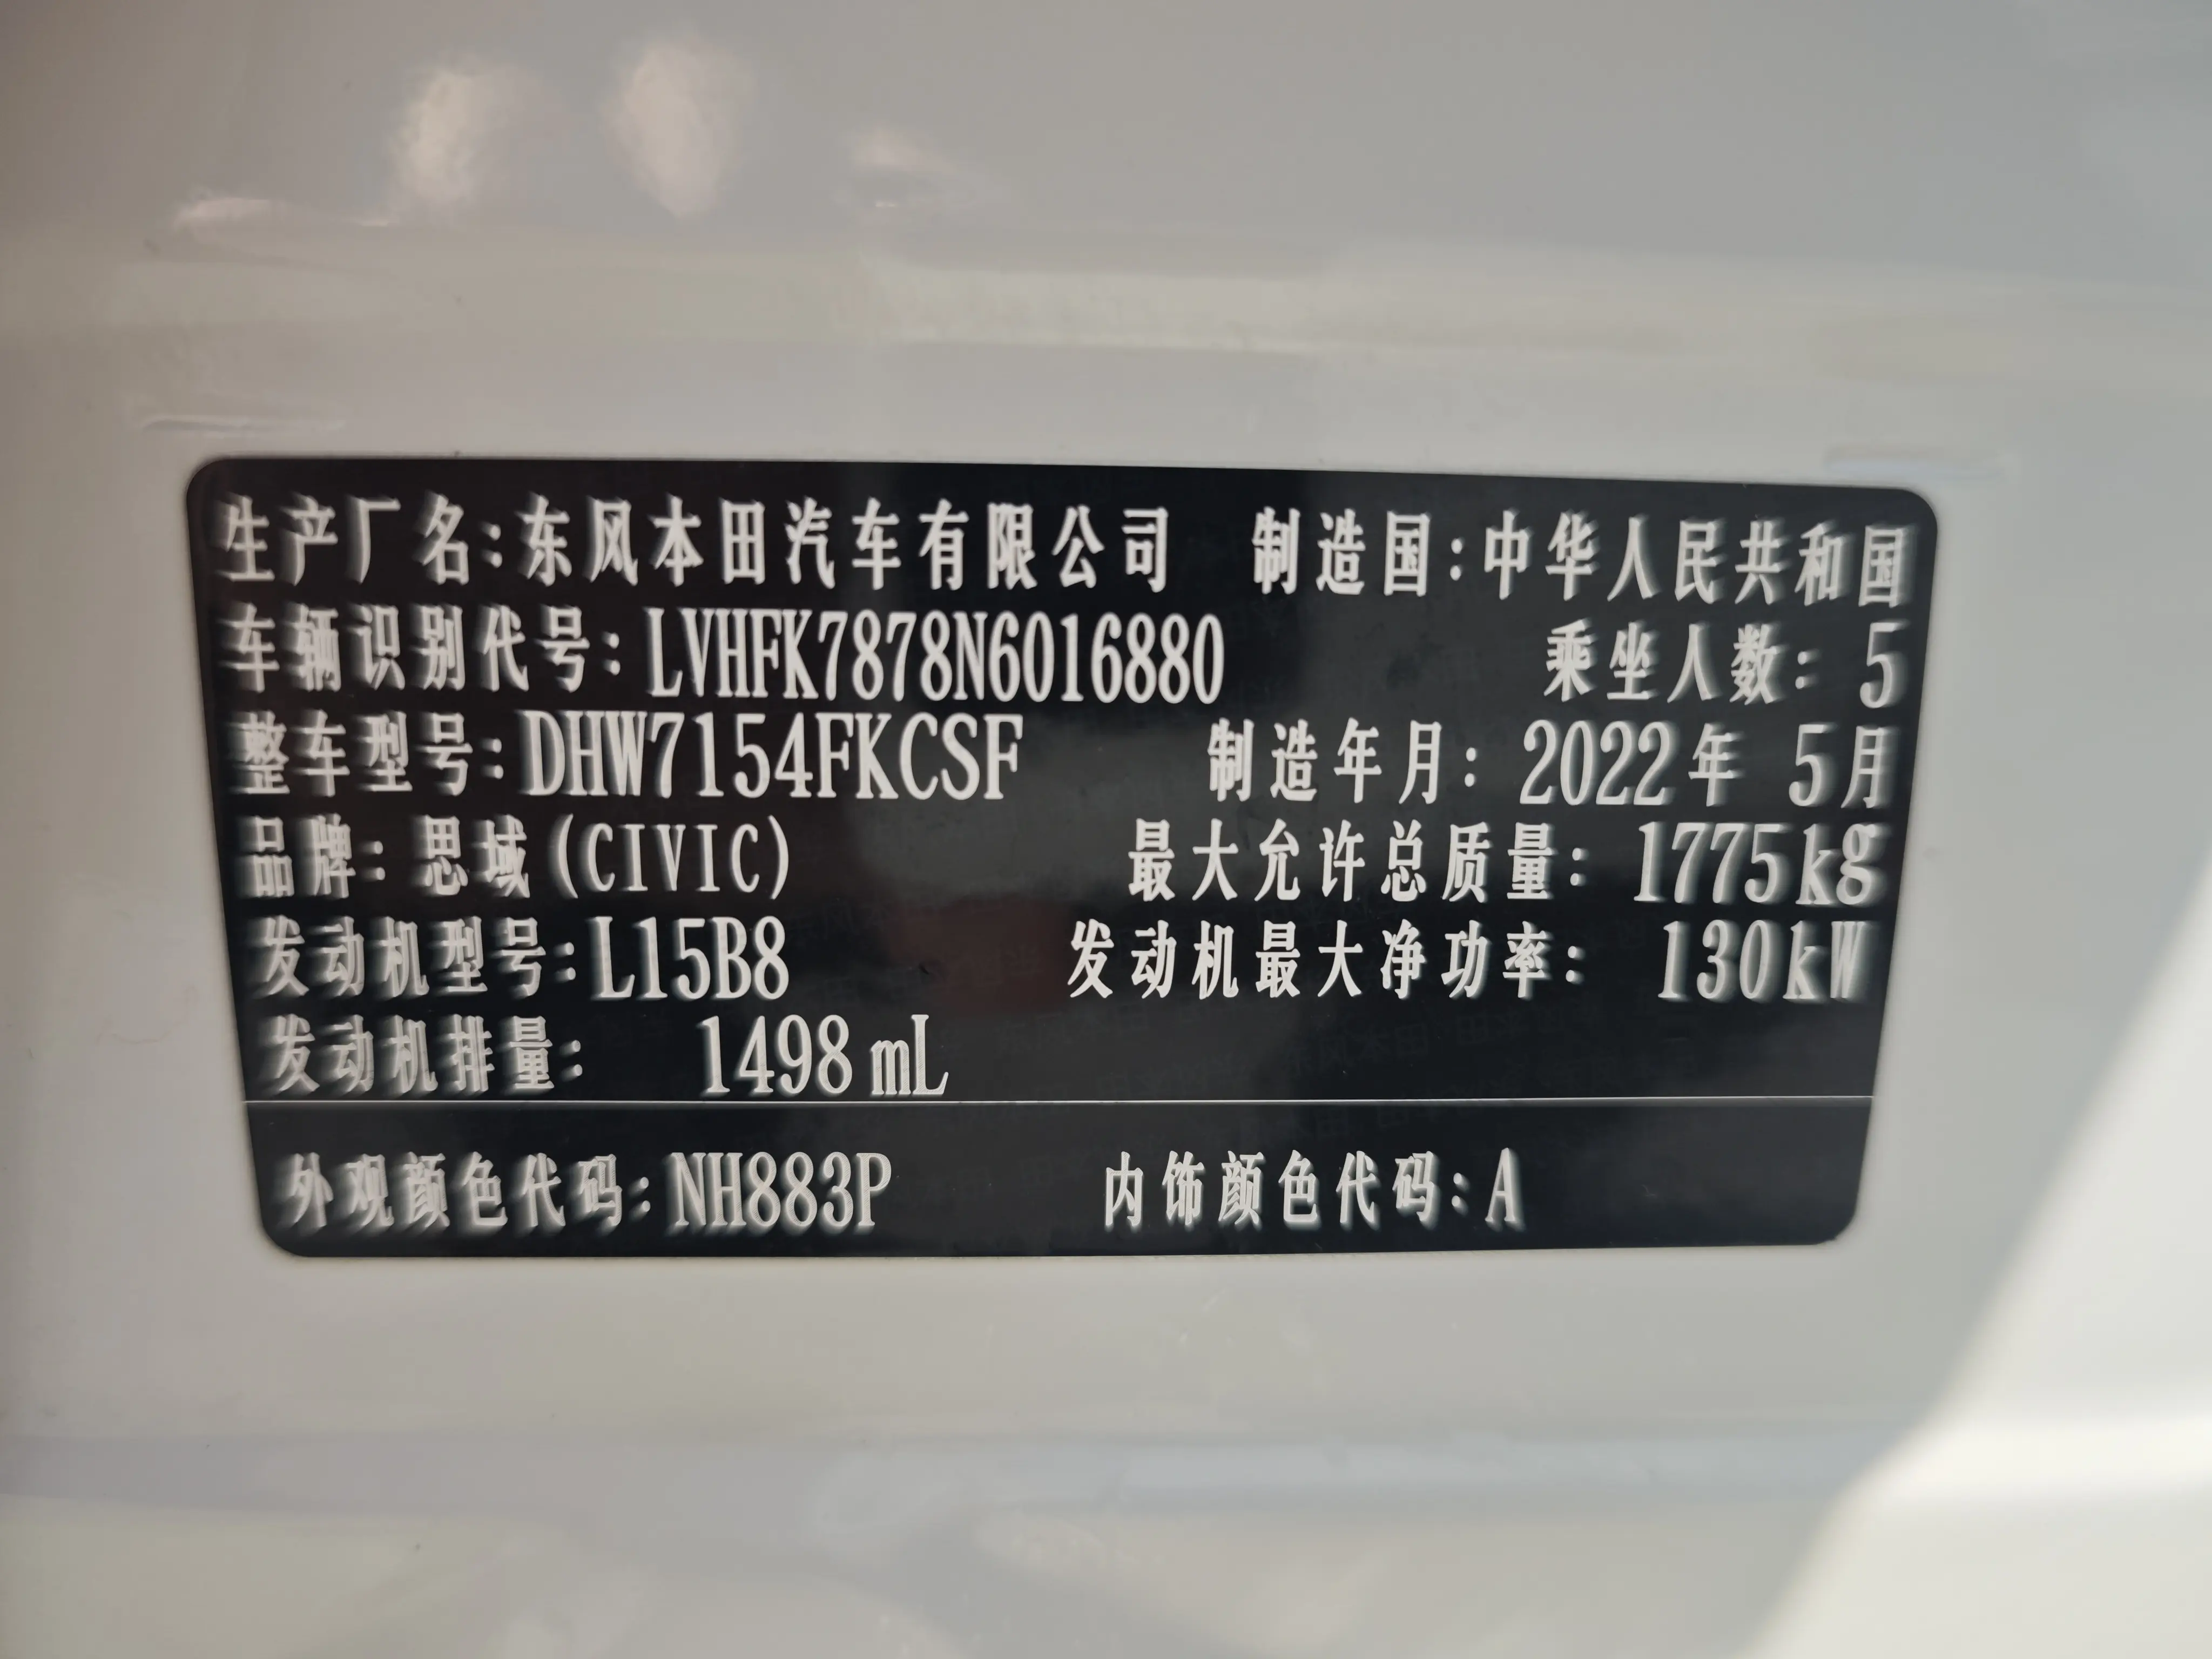 生产厂名:东风本田汽车有限公司 制造国:中华人民共和国
车辆识别代号:LVHFK7878N6016880 乘坐人数:5
整车型号:DHW7154FKCSF 制造年月:2022年 5月
品牌:思域(CIVIC) 最大允许总质量:1775kg
发动机型号:L15B8 发动机最大净功率:130kW
发动机排量: 1498mL
外观颜色代码:NH883P 内饰颜色代码:A